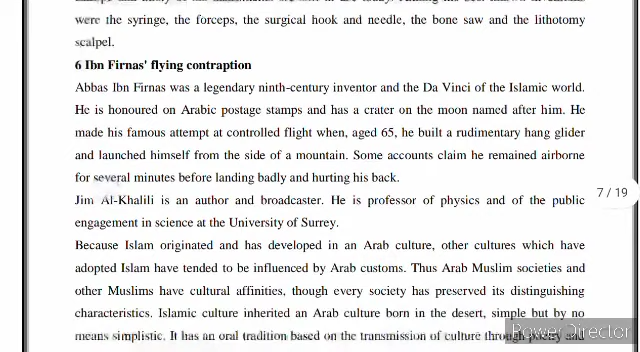 were the syringe, the forceps, the surgical hook and needle, the bone saw and the lithotomy
scalpel.
6 Ibn Firnas' flying contraption
Abbas Ibn Firnas was a legendary ninth-century inventor and the Da Vinci of the Islamic world.
He is honoured on Arabic postage stamps and has a crater on the moon named after him. He
made his famous attempt at controlled flight when, aged 65, he built a rudimentary hang glider
and launched himself from the side of a mountain. Some accounts claim he remained airborne
for several minutes before landing badly and hurting his back.
7 / 19
Jim Al-Khalili is an author and broadcaster. He is professor of physics and of the public
engagement in science at the University of Surrey.
Because Islam originated and has developed in an Arab culture, other cultures which have
adopted Islam have tended to be influenced by Arab customs. Thus Arab Muslim societies and
other Muslims have cultural affinities, though every society has preserved its distinguishing
characteristics. Islamic culture inherited an Arab culture born in the desert, simple but by no
means simplistic. It has an oral tradition based on the transmission of culture through poetry and
PowerDirector